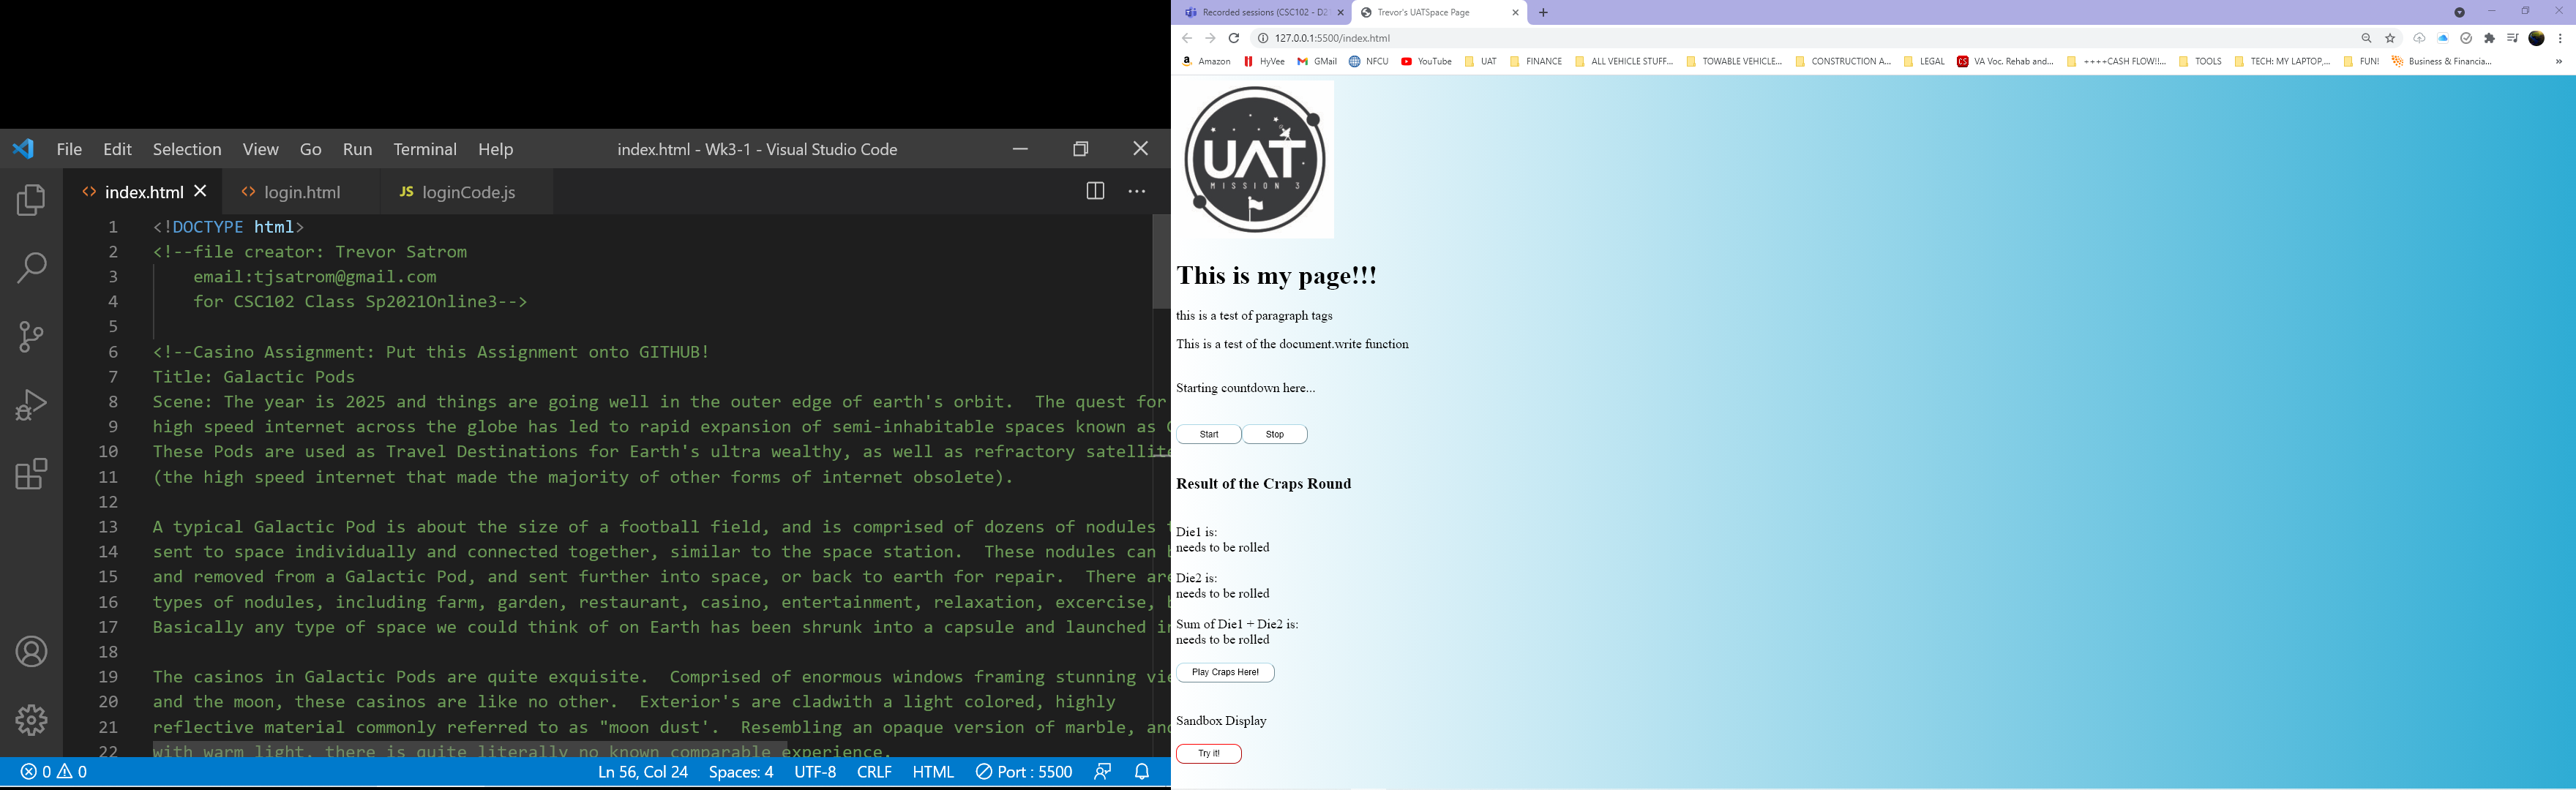 File Edit Selection View Go Run Terminal Help index.html - Wk3-1 - Visual Studio Code
index.html login.html JS loginCode.js
1 <!DOCTYPE html>
2 <!--file creator: Trevor Satrom
3 email:tjsatrom@gmail.com
4 for CSC102 Class Sp2021Online3-->
5
6 <!--Casino Assignment: Put this Assignment onto GITHUB!
7 Title: Galactic Pods
8 Scene: The year is 2025 and things are going well in the outer edge of earth's orbit. The quest for
9 high speed internet across the globe has led to rapid expansion of semi-inhabitable spaces known as
10 These Pods are used as Travel Destinations for Earth's ultra wealthy, as well as refractory satellite
11 (the high speed internet that made the majority of other forms of internet obsolete).
12
13 A typical Galactic Pod is about the size of a football field, and is comprised of dozens of nodules
14 sent to space individually and connected together, similar to the space station. These nodules can
15 and removed from a Galactic Pod, and sent further into space, or back to earth for repair. There are
16 types of nodules, including farm, garden, restaurant, casino, entertainment, relaxation, excercise,
17 Basically any type of space we could think of on Earth has been shrunk into a capsule and launched
18
19 The casinos in Galactic Pods are quite exquisite. Comprised of enormous windows framing stunning
20 and the moon, these casinos are like no other. Exterior's are cladwith a light colored, highly
21 reflective material commonly referred to as "moon dust'. Resembling an opaque version of marble,
22 with warm light, there is quite literally no known comparable experience.
0 0 Ln 56, Col 24 Spaces: 4 UTF-8 CRLF HTML Port : 5500
Recorded sessions (CSC102 - D2 Trevor's UATSpace Page
127.0.0.1:5500/index.html
Amazon HyVee GMail NFCU YouTube UAT FINANCE ALL VEHICLE STUFF... TOWABLE VEHICLE... CONSTRUCTION A... LEGAL CS VA Voc. Rehab and... ++++CASH FLOW!!... TOOLS TECH: MY LAPTOP,... FUN! Business & Financia... »
UAT
MISSION 3
This is my page!!!
this is a test of paragraph tags
This is a test of the document.write function
Starting countdown here...
Start Stop
Result of the Craps Round
Die1 is:
needs to be rolled
Die2 is:
needs to be rolled
Sum of Die1 + Die2 is:
needs to be rolled
Play Craps Here!
Sandbox Display
Try it!